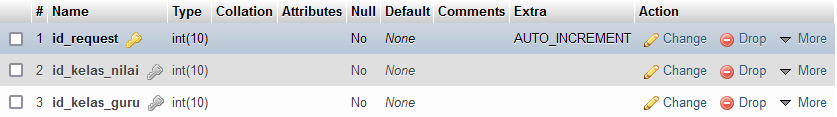 # Name Type Collation Attributes Null Default Comments Extra Action
1 id_request int(10) No None AUTO_INCREMENT Change Drop More
2 id_kelas_nilai int(10) No None Change Drop More
3 id_kelas_guru int(10) No None Change Drop More